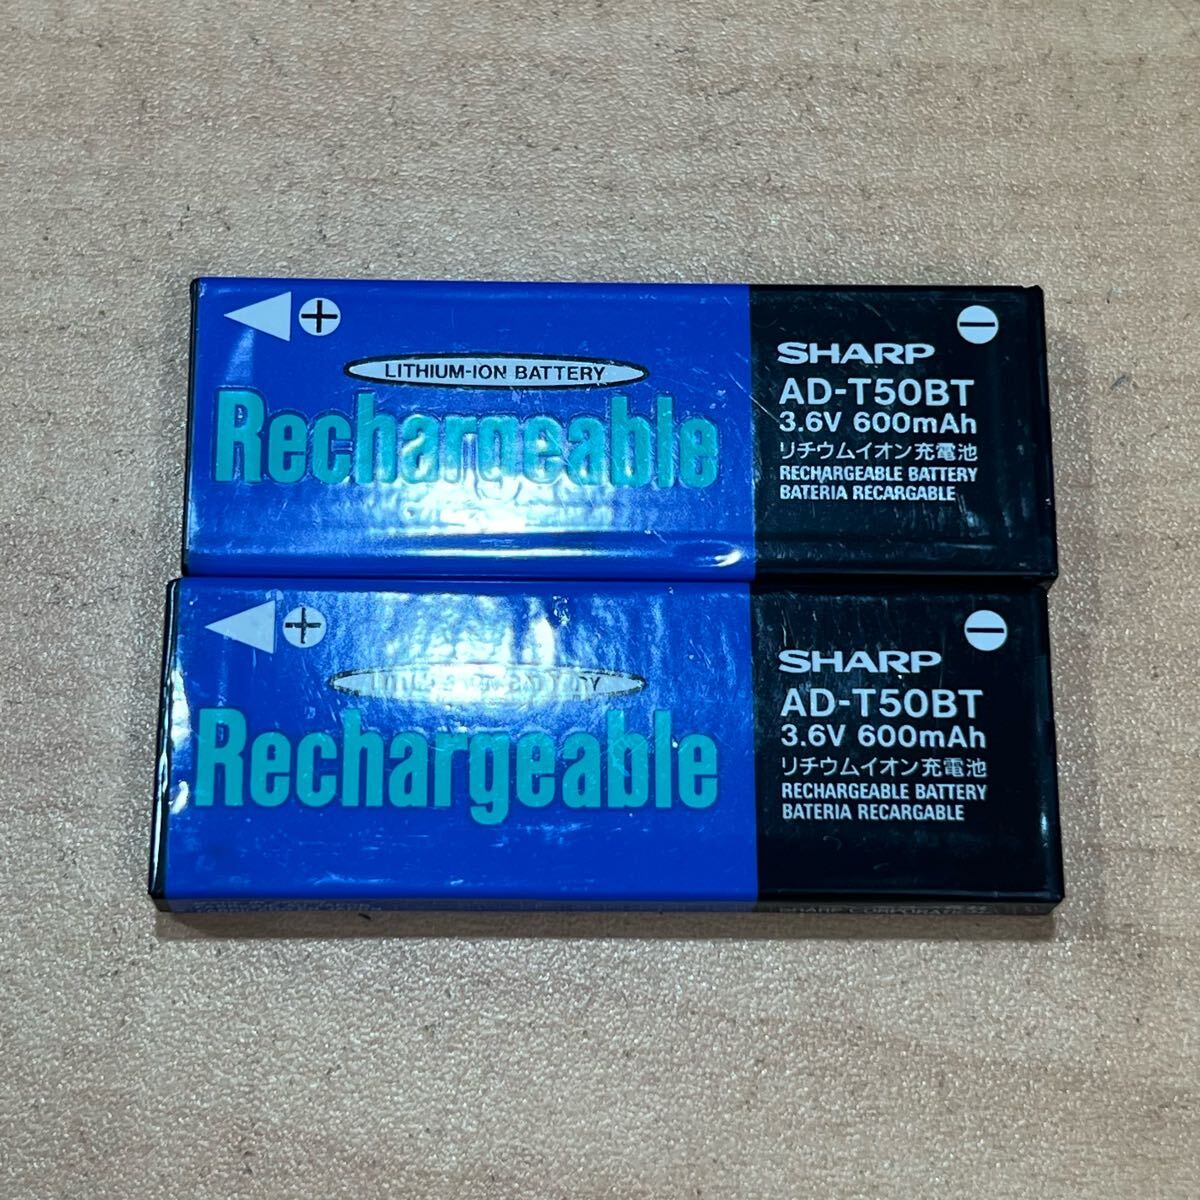 + −
LITHIUM-ION BATTERY
Rechargeable
SHARP
AD-T50BT
3.6V 600mAh
リチウムイオン充電池
RECHARGEABLE BATTERY
BATERIA RECARGABLE
+ −
Rechargeable
SHARP
AD-T50BT
3.6V 600mAh
リチウムイオン充電池
RECHARGEABLE BATTERY
BATERIA RECARGABLE
SHARP CORPORATION